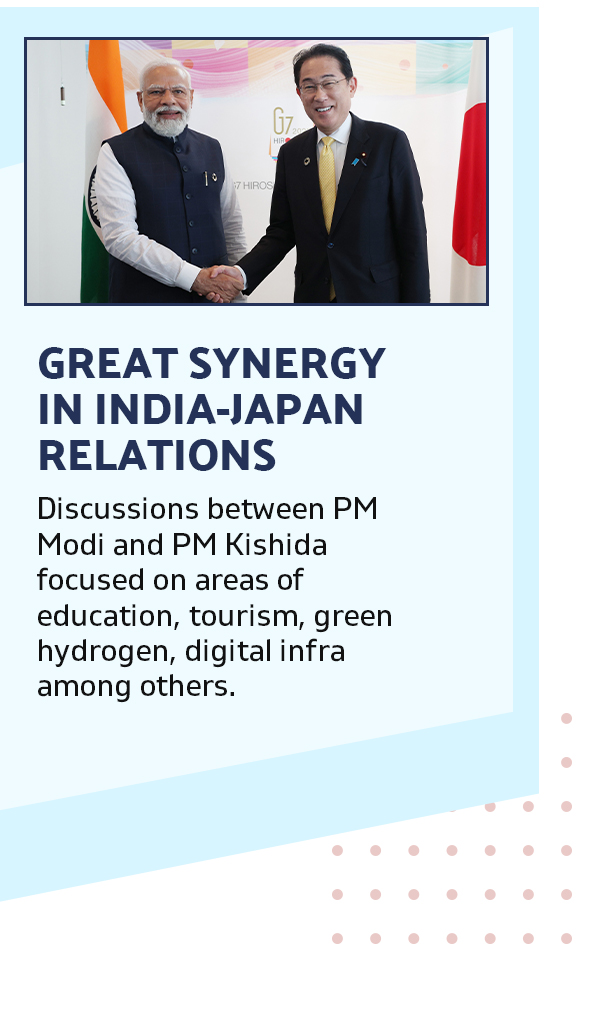 G7
GREAT SYNERGY
IN INDIA-JAPAN
RELATIONS
Discussions between PM
Modi and PM Kishida
focused on areas of
education, tourism, green
hydrogen, digital infra
among others.